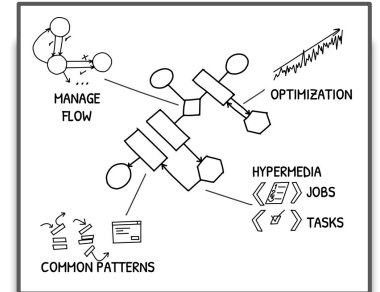 MANAGE
FLOW
OPTIMIZATION
HYPERMEDIA
JOBS
TASKS
COMMON PATTERNS